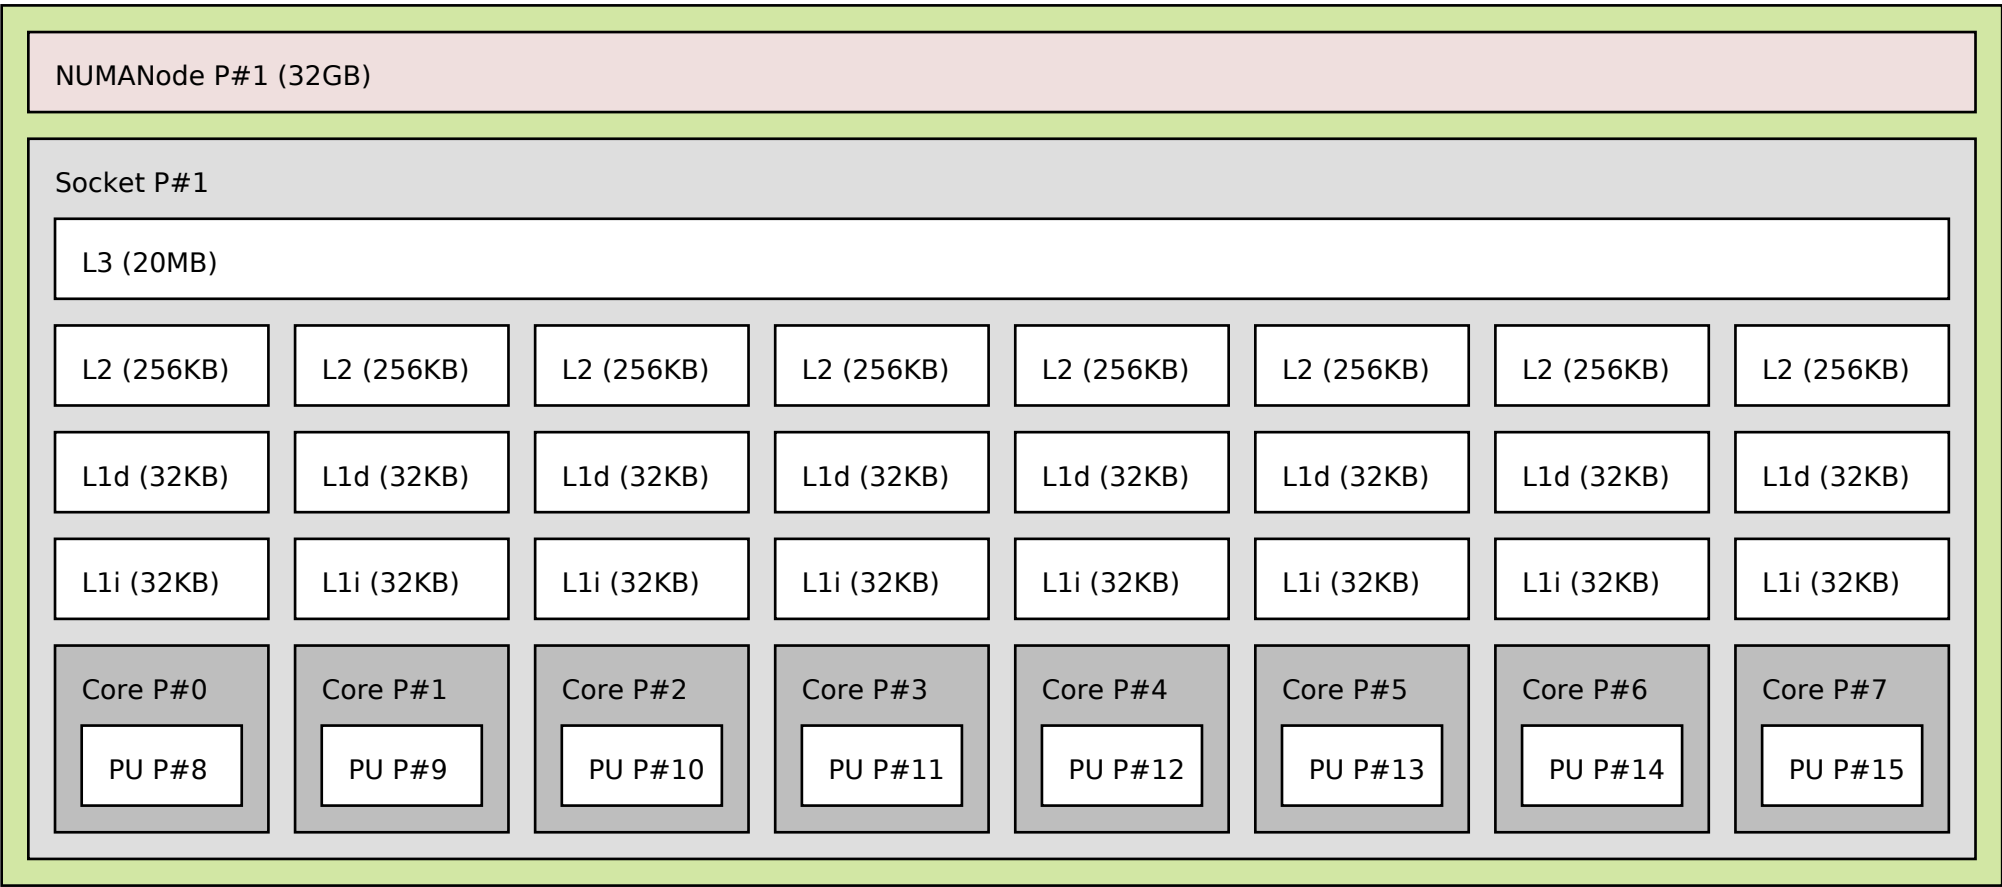 NUMANode P#1 (32GB)
Socket P#1
L3 (20MB)
L2 (256KB) L2 (256KB) L2 (256KB) L2 (256KB) L2 (256KB) L2 (256KB) L2 (256KB) L2 (256KB)
L1d (32KB) L1d (32KB) L1d (32KB) L1d (32KB) L1d (32KB) L1d (32KB) L1d (32KB) L1d (32KB)
L1i (32KB) L1i (32KB) L1i (32KB) L1i (32KB) L1i (32KB) L1i (32KB) L1i (32KB) L1i (32KB)
Core P#0 Core P#1 Core P#2 Core P#3 Core P#4 Core P#5 Core P#6 Core P#7
PU P#8 PU P#9 PU P#10 PU P#11 PU P#12 PU P#13 PU P#14 PU P#15